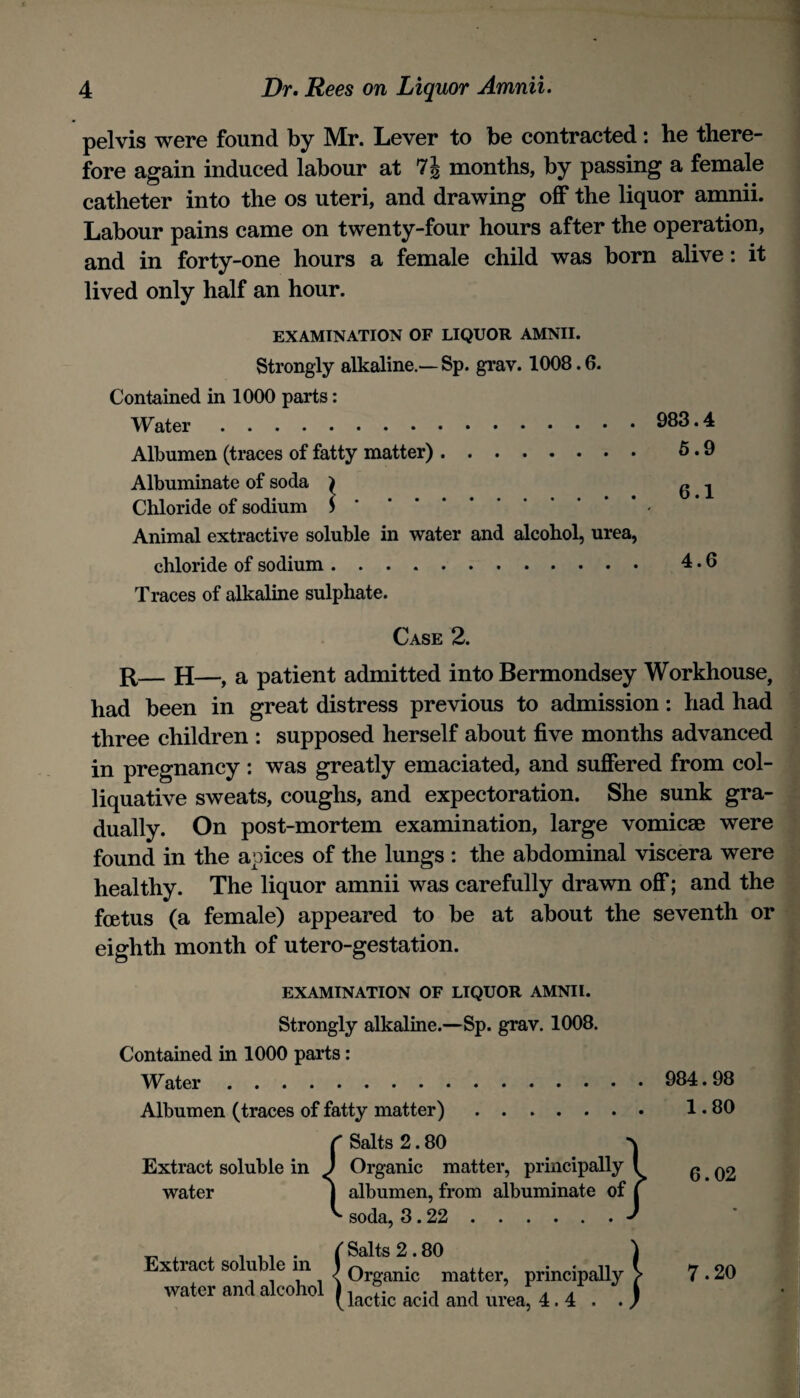 4 Dr. Rees on Liquor Amnii.
pelvis were found by Mr. Lever to be contracted: he there-
fore again induced labour at 7½ months, by passing a female
catheter into the os uteri, and drawing off the liquor amnii.
Labour pains came on twenty-four hours after the operation,
and in forty-one hours a female child was born alive: it
lived only half an hour.
EXAMINATION OF LIQUOR AMNII.
Strongly alkaline.—Sp. grav. 1008.6.
Contained in 1000 parts:
Water . . . . . . . . . . . . . . . . 983.4
Albumen (traces of fatty matter) . . . . . . . . 5.9
Albuminate of soda }
Chloride of sodium } . . . . . . . . . . 6.1
Animal extractive soluble in water and alcohol, urea,
chloride of sodium . . . . . . . . . . . . 4.6
Traces of alkaline sulphate.
Case 2.
R— H—, a patient admitted into Bermondsey Workhouse,
had been in great distress previous to admission: had had
three children: supposed herself about five months advanced
in pregnancy: was greatly emaciated, and suffered from col-
liquative sweats, coughs, and expectoration. She sunk gra-
dually. On post-mortem examination, large vomicæ were
found in the apices of the lungs: the abdominal viscera were
healthy. The liquor amnii was carefully drawn off; and the
fœtus (a female) appeared to be at about the seventh or
eighth month of utero-gestation.
EXAMINATION OF LIQUOR AMNII.
Strongly alkaline.—Sp. grav. 1008.
Contained in 1000 parts:
Water . . . . . . . . . . . . . . . . 984.98
Albumen (traces of fatty matter) . . . . . . . 1.80
Extract soluble in water { Salts 2.80
Organic matter, principally
albumen, from albuminate of
soda, 3.22 . . . . . . } 6.02
Extract soluble in water and alcohol { Salts 2.80
Organic matter, principally
lactic acid and urea, 4.4 . . } 7.20